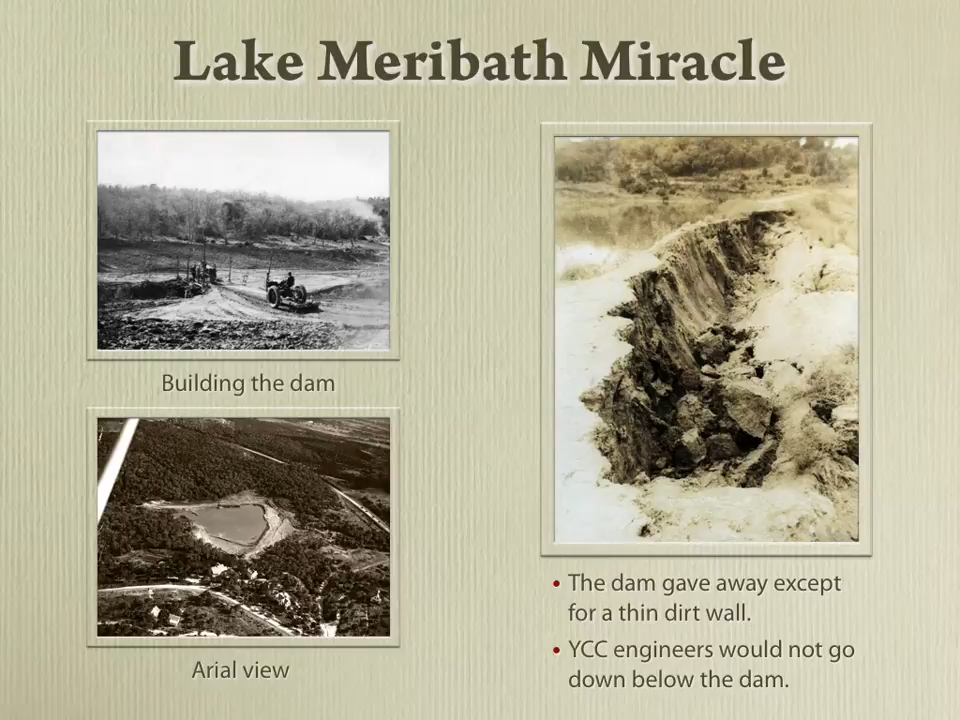 Lake Meribath Miracle
Building the dam
Arial view
• The dam gave away except
for a thin dirt wall.
• YCC engineers would not go
down below the dam.